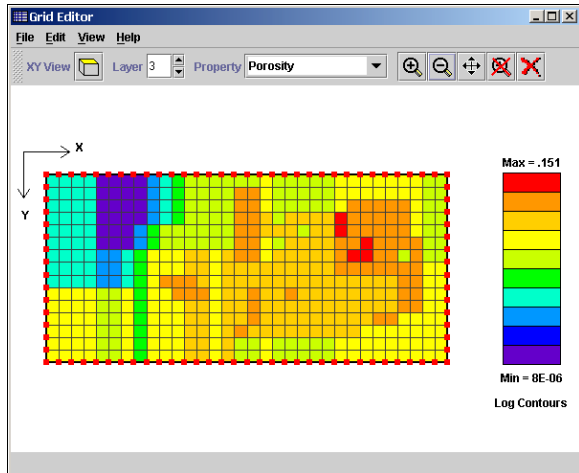 Grid Editor
File Edit View Help
XY View Layer 3 Property Porosity
X
Y
Max = .151
Min = 8E-06
Log Contours